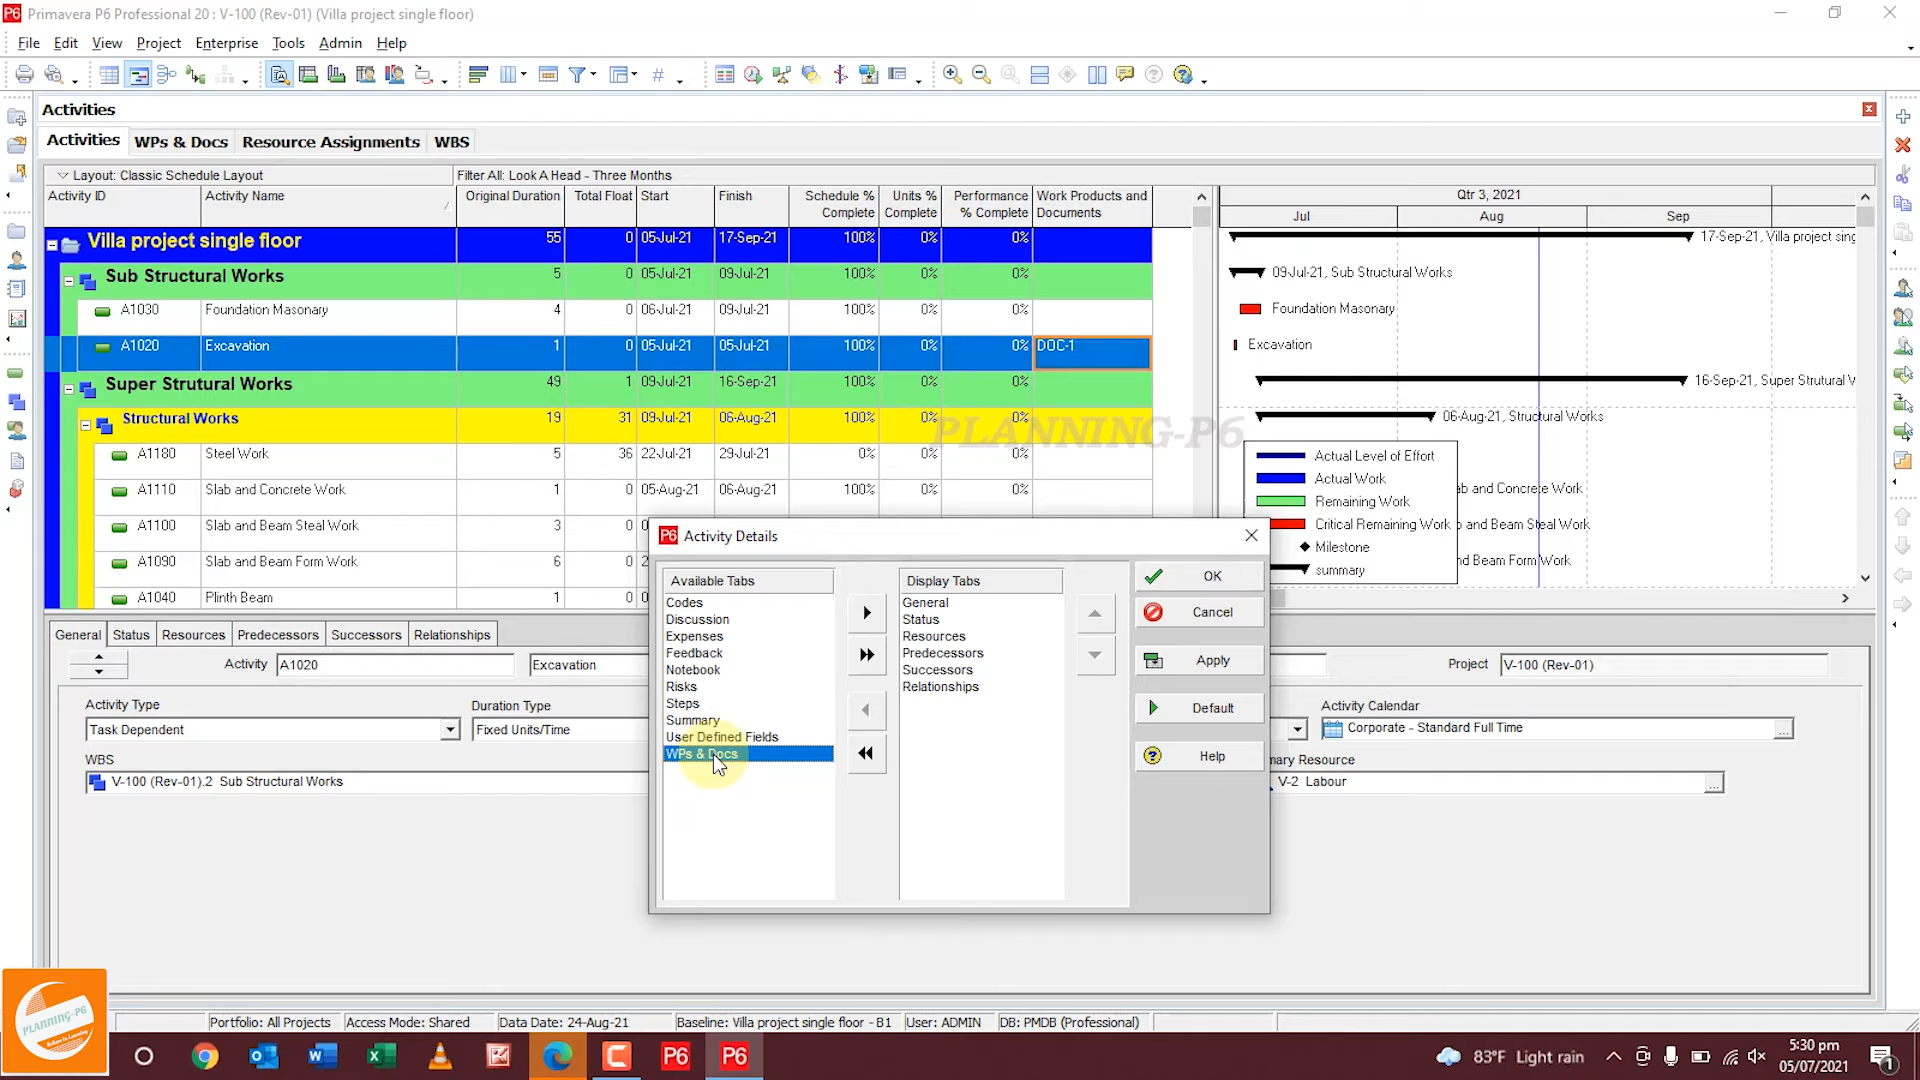 Primavera P6 Professional 20 : V-100 (Rev-01) (Villa project single floor)
File Edit View Project Enterprise Tools Admin Help
Activities
Activities WPs & Docs Resource Assignments WBS
Layout: Classic Schedule Layout Filter All: Look A Head - Three Months
Activity ID Activity Name Original Duration Total Float Start Finish Schedule % Complete Units % Complete Performance % Complete Work Products and Documents
Qtr 3, 2021
Jul Aug Sep
Villa project single floor 55 0 05-Jul-21 17-Sep-21 100% 0% 0% 17-Sep-21, Villa project sing
Sub Structural Works 5 0 05-Jul-21 09-Jul-21 100% 0% 0% 09-Jul-21, Sub Structural Works
A1030 Foundation Masonary 4 0 06-Jul-21 09-Jul-21 100% 0% 0% Foundation Masonary
A1020 Excavation 1 0 05-Jul-21 05-Jul-21 100% 0% 0% DOC-1 Excavation
Super Strutural Works 49 1 09-Jul-21 16-Sep-21 100% 0% 0% 16-Sep-21, Super Strutural V
Structural Works 19 31 09-Jul-21 06-Aug-21 100% 0% 0% 06-Aug-21, Structural Works
PLANNING-P6
A1180 Steel Work 5 36 22-Jul-21 29-Jul-21 0% 0% 0%
A1110 Slab and Concrete Work 1 0 05-Aug-21 06-Aug-21 100% 0% 0% ab and Concrete Work
A1100 Slab and Beam Steal Work 3 0 and Beam Steal Work
A1090 Slab and Beam Form Work 6 0 nd Beam Form Work
A1040 Plinth Beam 1 0
Actual Level of Effort
Actual Work
Remaining Work
Critical Remaining Work
Milestone
summary
P6 Activity Details
Available Tabs
Codes
Discussion
Expenses
Feedback
Notebook
Risks
Steps
Summary
User Defined Fields
WPs & Docs
Display Tabs
General
Status
Resources
Predecessors
Successors
Relationships
OK
Cancel
Apply
Default
Help
General Status Resources Predecessors Successors Relationships
Activity A1020 Excavation Project V-100 (Rev-01)
Activity Type Duration Type Activity Calendar
Task Dependent Fixed Units/Time Corporate - Standard Full Time
WBS mary Resource
V-100 (Rev-01).2 Sub Structural Works V-2 Labour
Portfolio: All Projects Access Mode: Shared Data Date: 24-Aug-21 Baseline: Villa project single floor - B1 User: ADMIN DB: PMDB (Professional)
PLANNING-P6
P6 P6
83°F Light rain
5:30 pm
05/07/2021
1